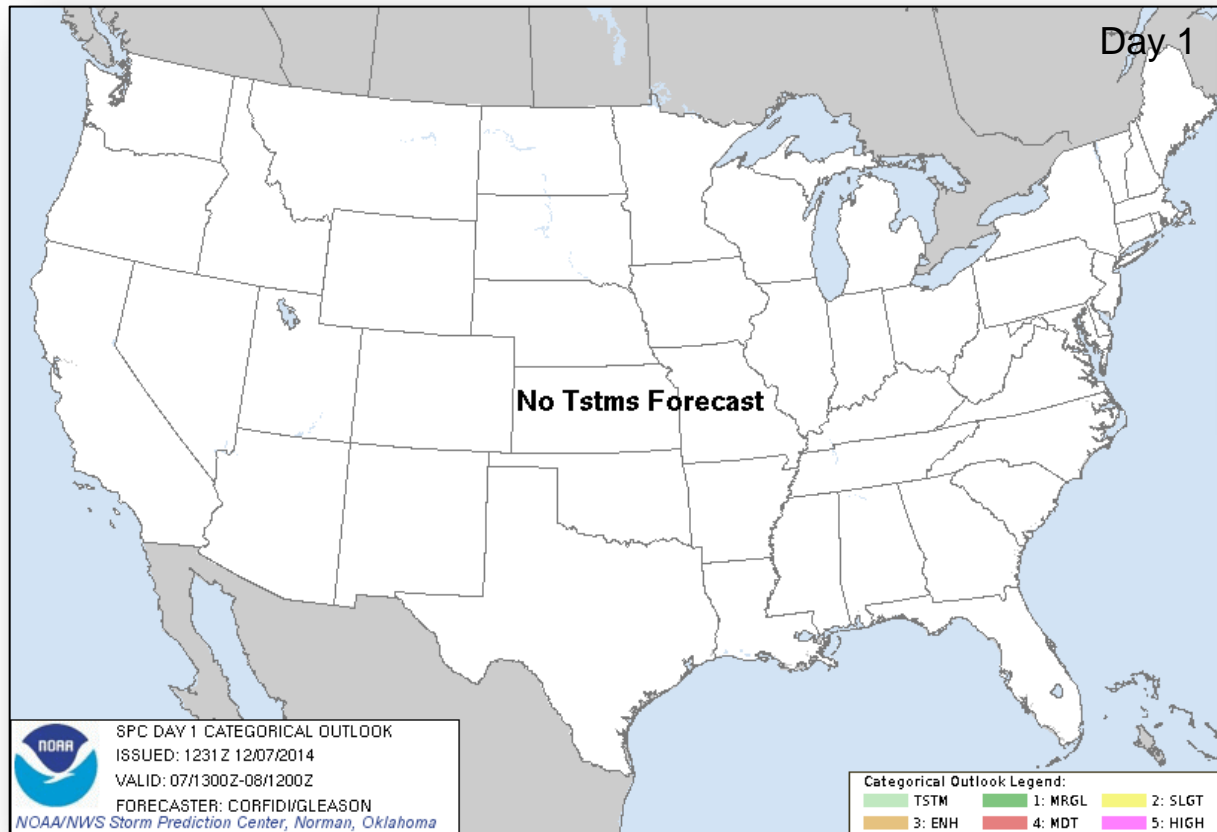 Day 1
No Tstms Forecast
NOAA
SPC DAY 1 CATEGORICAL OUTLOOK
ISSUED: 1231Z 12/07/2014
VALID: 07/1300Z-08/1200Z
FORECASTER: CORFIDI/GLEASON
NOAA/NWS Storm Prediction Center, Norman, Oklahoma
Categorical Outlook Legend:
TSTM 1: MRGL 2: SLGT
3: ENH 4: MDT 5: HIGH